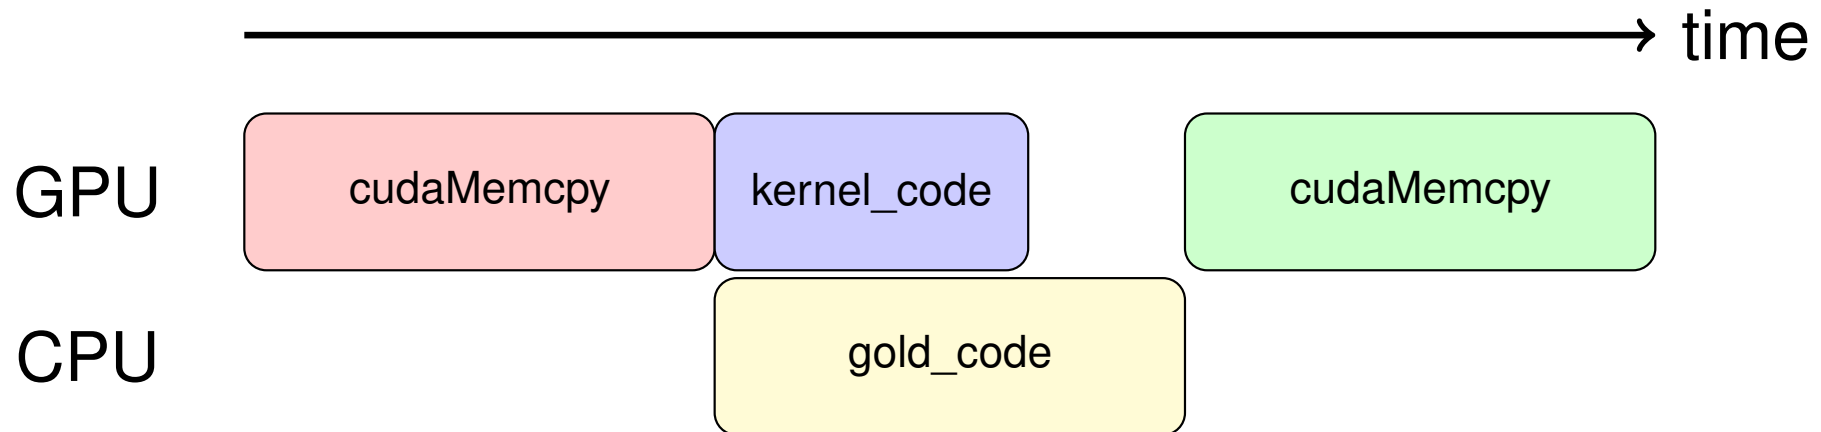 time
GPU
cudaMemcpy
kernel_code
cudaMemcpy
CPU
gold_code